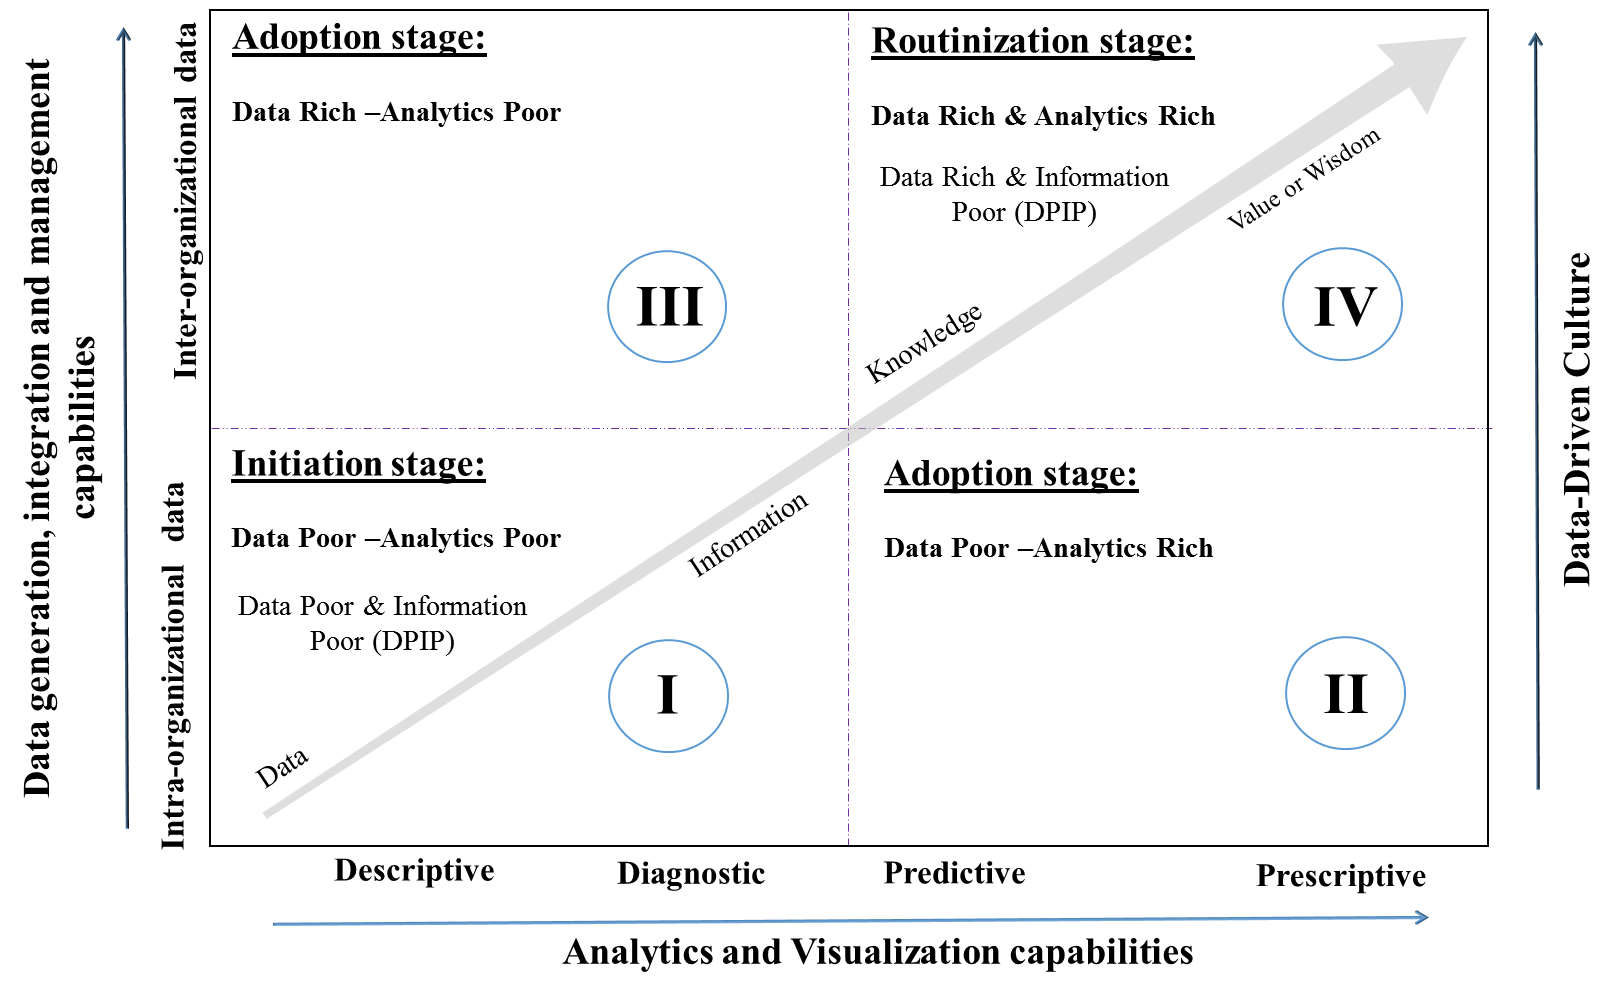 Data generation, integration and management
capabilities
Inter-organizational data
Intra-organizational data
Adoption stage:
Data Rich –Analytics Poor
III
Routinization stage:
Data Rich & Analytics Rich
Data Rich & Information
Poor (DPIP)
IV
Initiation stage:
Data Poor –Analytics Poor
Data Poor & Information
Poor (DPIP)
I
Adoption stage:
Data Poor –Analytics Rich
II
Data
Information
Knowledge
Value or Wisdom
Data-Driven Culture
Descriptive
Diagnostic
Predictive
Prescriptive
Analytics and Visualization capabilities